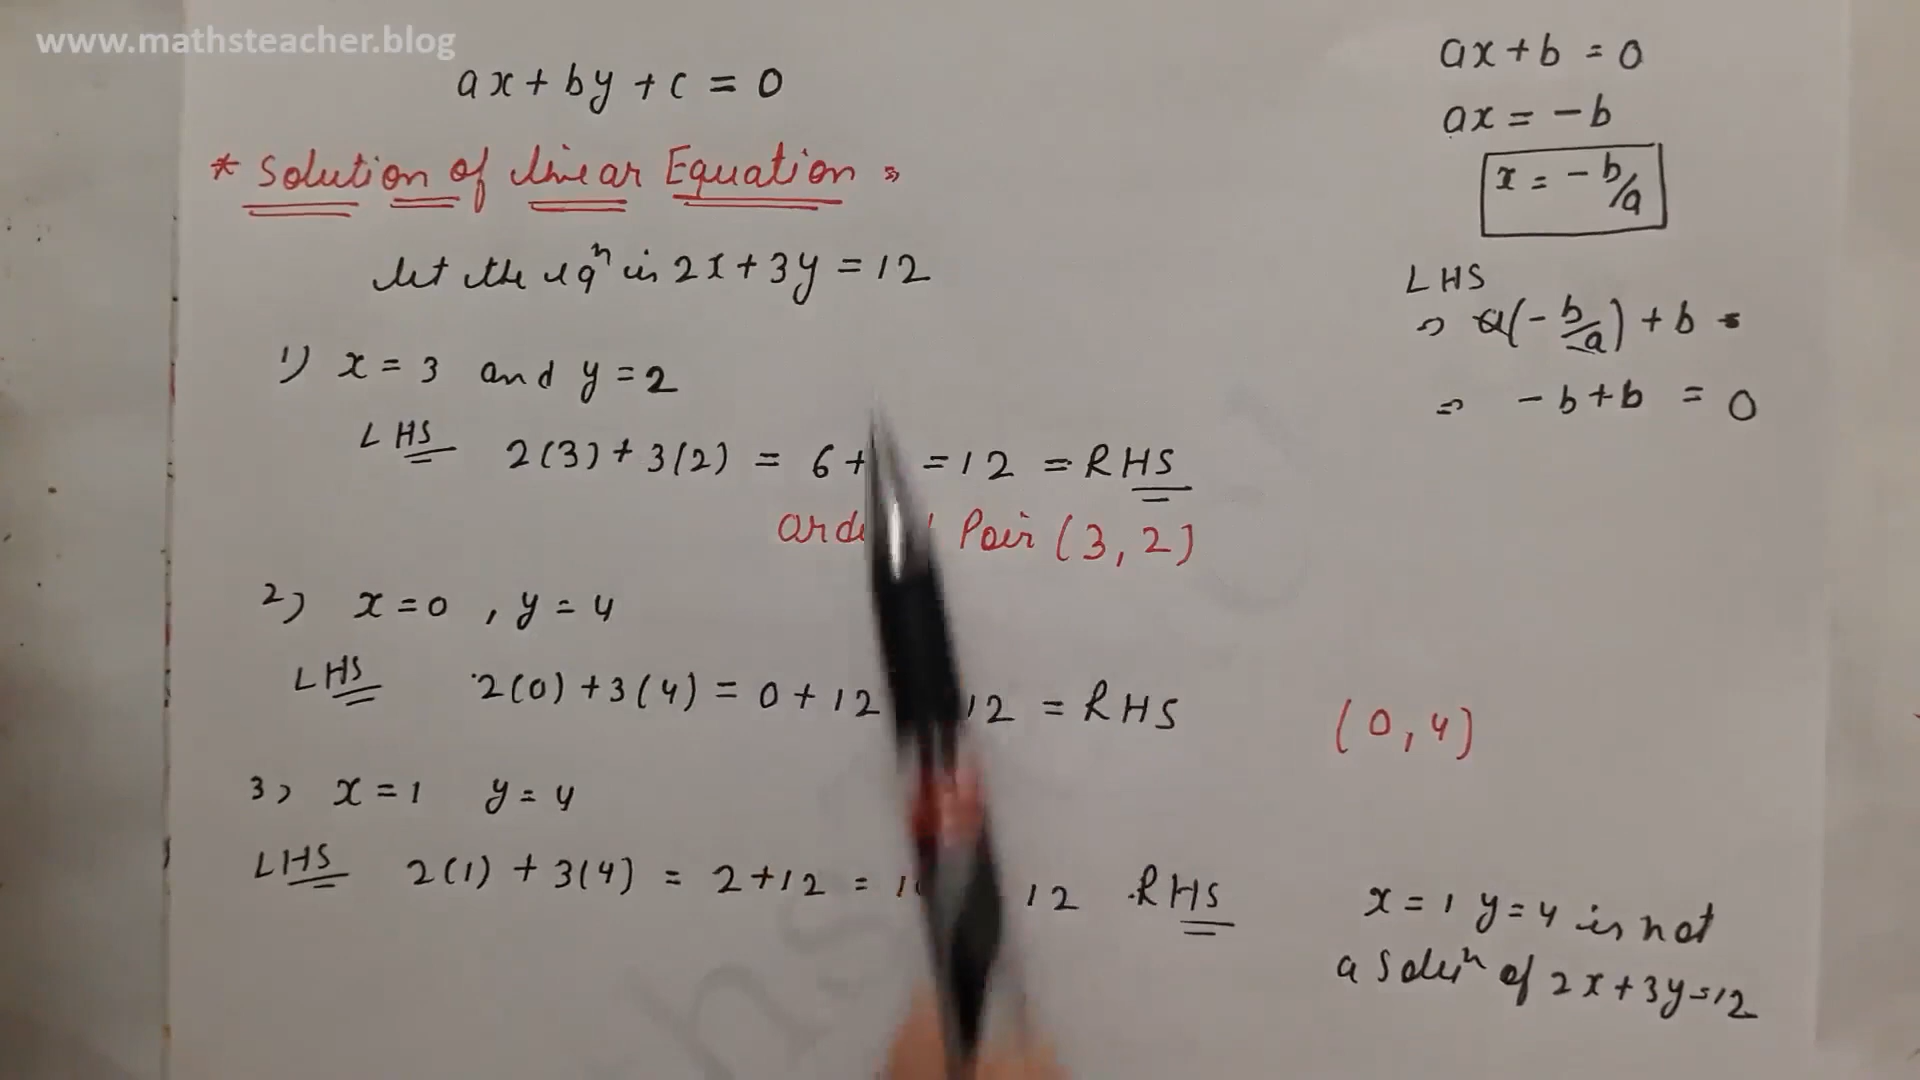 www.mathsteacher.blog
ax + by + c = 0
* Solution of linear Equation ⇒
let the eqⁿ is 2x + 3y = 12
1) x = 3 and y = 2
LHS 2(3) + 3(2) = 6 + = 12 = RHS
Pair (3, 2)
2) x = 0 , y = 4
LHS 2(0) + 3(4) = 0 + 12 12 = RHS
(0, 4)
3) x = 1 y = 4
LHS 2(1) + 3(4) = 2 + 12 = 12 RHS
x = 1 y = 4 is not
a soluⁿ of 2x + 3y = 12
ax + b = 0
ax = -b
x = -b/a
LHS
⇒ a(-b/a) + b =
⇒ -b + b = 0